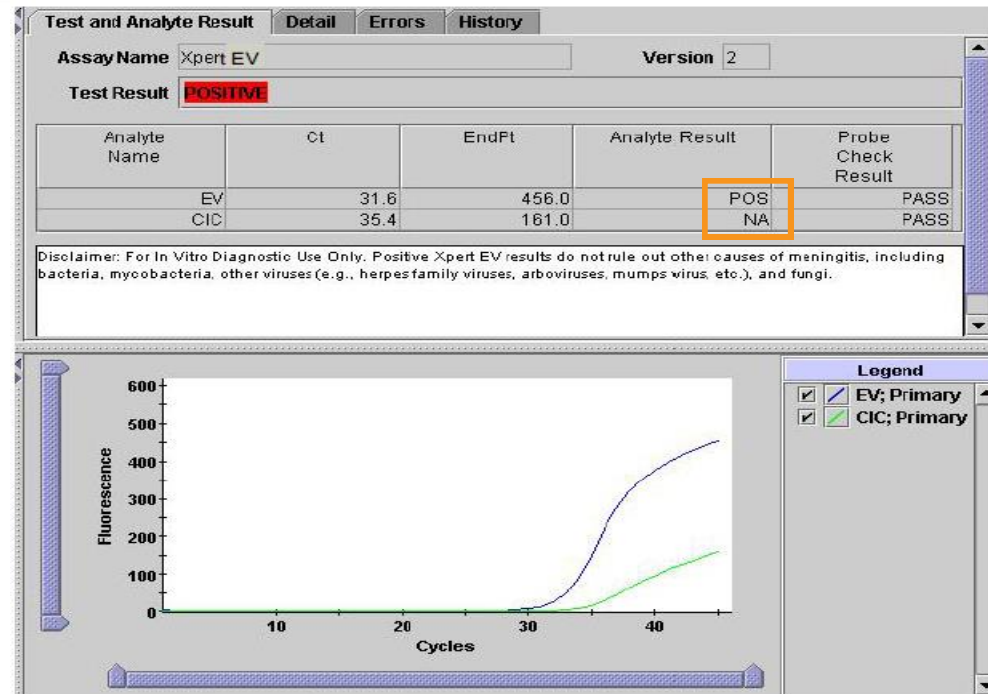 Test and Analyte Result Detail Errors History
Assay Name Xpert EV Version 2
Test Result POSITIVE
Analyte Name Ct EndPt Analyte Result Probe Check Result
EV 31.6 456.0 POS PASS
CIC 35.4 161.0 NA PASS
Disclaimer: For In Vitro Diagnostic Use Only. Positive Xpert EV results do not rule out other causes of meningitis, including
bacteria, mycobacteria, other viruses (e.g., herpes family viruses, arboviruses, mumps virus, etc.), and fungi.
Legend
EV; Primary
CIC; Primary
Fluorescence
600
500
400
300
200
100
0
10 20 30 40
Cycles